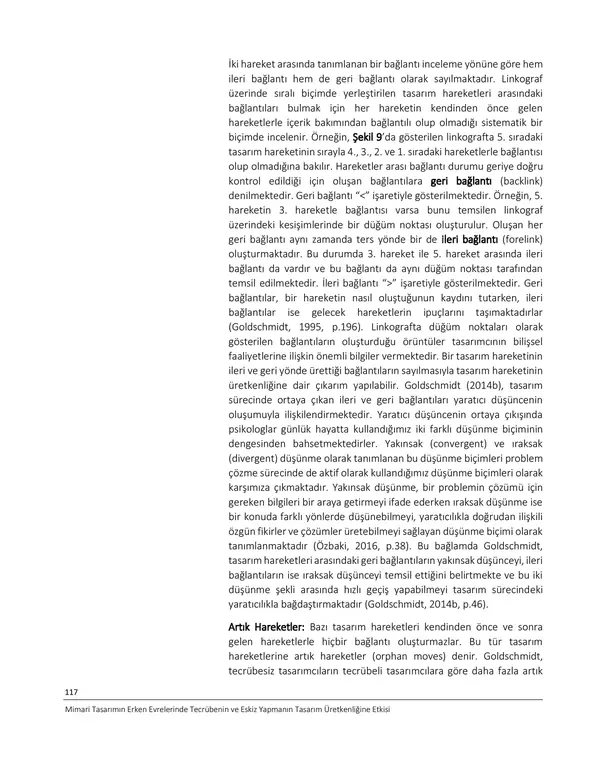 İki hareket arasında tanımlanan bir bağlantı inceleme yönüne göre hem
ileri bağlantı hem de geri bağlantı olarak sayılmaktadır. Linkograf
üzerinde sıralı biçimde yerleştirilen tasarım hareketleri arasındaki
bağlantıları bulmak için her hareketin kendinden önce gelen
hareketlerle içerik bakımından bağlantılı olup olmadığı sistematik bir
biçimde incelenir. Örneğin, Şekil 9'da gösterilen linkografta 5. sıradaki
tasarım hareketinin sırayla 4., 3., 2. ve 1. sıradaki hareketlerle bağlantısı
olup olmadığına bakılır. Hareketler arası bağlantı durumu geriye doğru
kontrol edildiği için oluşan bağlantılara geri bağlantı (backlink)
denilmektedir. Geri bağlantı “<” işaretiyle gösterilmektedir. Örneğin, 5.
hareketin 3. hareketle bağlantısı varsa bunu temsilen linkograf
üzerindeki kesişimlerinde bir düğüm noktası oluşturulur. Oluşan her
geri bağlantı aynı zamanda ters yönde bir de ileri bağlantı (forelink)
oluşturmaktadır. Bu durumda 3. hareket ile 5. hareket arasında ileri
bağlantı da vardır ve bu bağlantı da aynı düğüm noktası tarafından
temsil edilmektedir. İleri bağlantı “>” işaretiyle gösterilmektedir. Geri
bağlantılar, bir hareketin nasıl oluştuğunun kaydını tutarken, ileri
bağlantılar ise gelecek hareketlerin ipuçlarını taşımaktadırlar
(Goldschmidt, 1995, p.196). Linkografta düğüm noktaları olarak
gösterilen bağlantıların oluşturduğu örüntüler tasarımcının bilişsel
faaliyetlerine ilişkin önemli bilgiler vermektedir. Bir tasarım hareketinin
ileri ve geri yönde ürettiği bağlantıların sayılmasıyla tasarım hareketinin
üretkenliğine dair çıkarım yapılabilir. Goldschmidt (2014b), tasarım
sürecinde ortaya çıkan ileri ve geri bağlantıları yaratıcı düşüncenin
oluşumuyla ilişkilendirmektedir. Yaratıcı düşüncenin ortaya çıkışında
psikologlar günlük hayatta kullandığımız iki farklı düşünme biçiminin
dengesinden bahsetmektedirler. Yakınsak (convergent) ve ıraksak
(divergent) düşünme olarak tanımlanan bu düşünme biçimleri problem
çözme sürecinde de aktif olarak kullandığımız düşünme biçimleri olarak
karşımıza çıkmaktadır. Yakınsak düşünme, bir problemin çözümü için
gereken bilgileri bir araya getirmeyi ifade ederken ıraksak düşünme ise
bir konuda farklı yönlerde düşünebilmeyi, yaratıcılıkla doğrudan ilişkili
özgün fikirler ve çözümler üretebilmeyi sağlayan düşünme biçimi olarak
tanımlanmaktadır (Özbaki, 2016, p.38). Bu bağlamda Goldschmidt,
tasarım hareketleri arasındaki geri bağlantıların yakınsak düşünceyi, ileri
bağlantıların ise ıraksak düşünceyi temsil ettiğini belirtmekte ve bu iki
düşünme şekli arasında hızlı geçiş yapabilmeyi tasarım sürecindeki
yaratıcılıkla bağdaştırmaktadır (Goldschmidt, 2014b, p.46).
Artık Hareketler: Bazı tasarım hareketleri kendinden önce ve sonra
gelen hareketlerle hiçbir bağlantı oluşturmazlar. Bu tür tasarım
hareketlerine artık hareketler (orphan moves) denir. Goldschmidt,
tecrübesiz tasarımcıların tecrübeli tasarımcılara göre daha fazla artık
117
Mimari Tasarımın Erken Evrelerinde Tecrübenin ve Eskiz Yapmanın Tasarım Üretkenliğine Etkisi